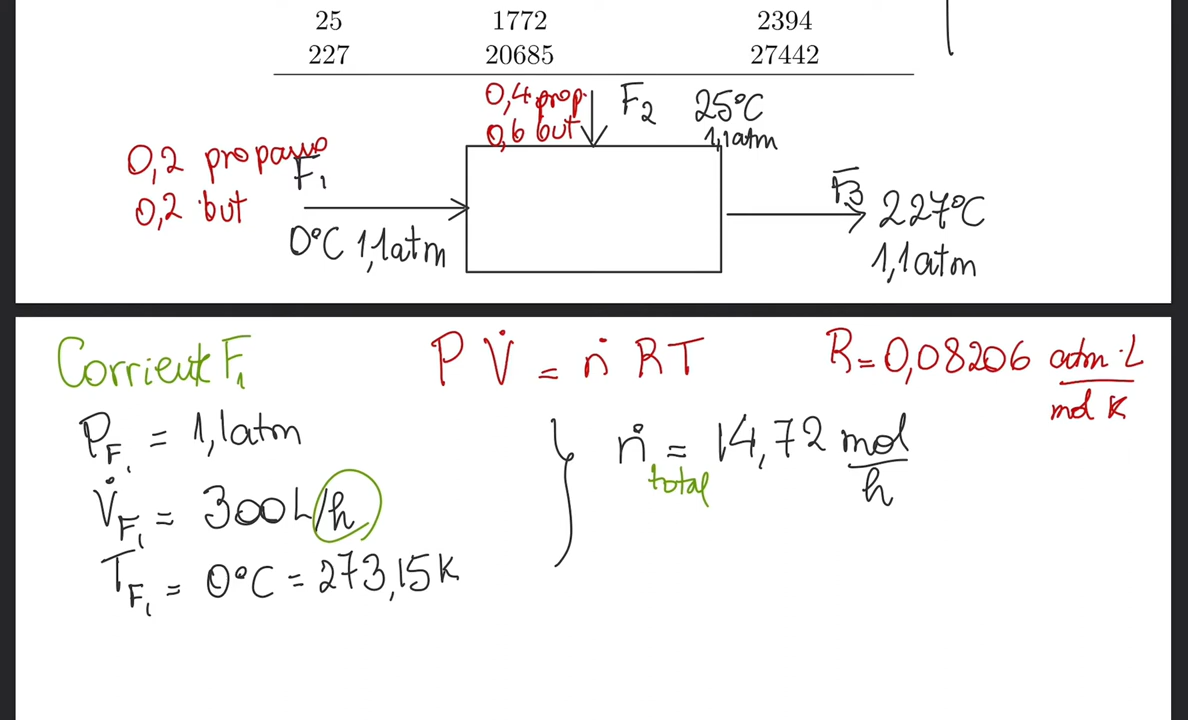 25 1772 2394
227 20685 27442
0,4 prop. F2 25°C
0,6 but 1,1atm
0,2 propano
F1
0,2 but
0°C 1,1atm
F3 227°C
1,1atm
Corriente F1 PV̇ = ṅRT R=0,08206 atm·L/mol K
PF1 = 1,1atm
ṅtotal = 14,72 mol/h
V̇F1 = 300L/h
TF1 = 0°C = 273,15K